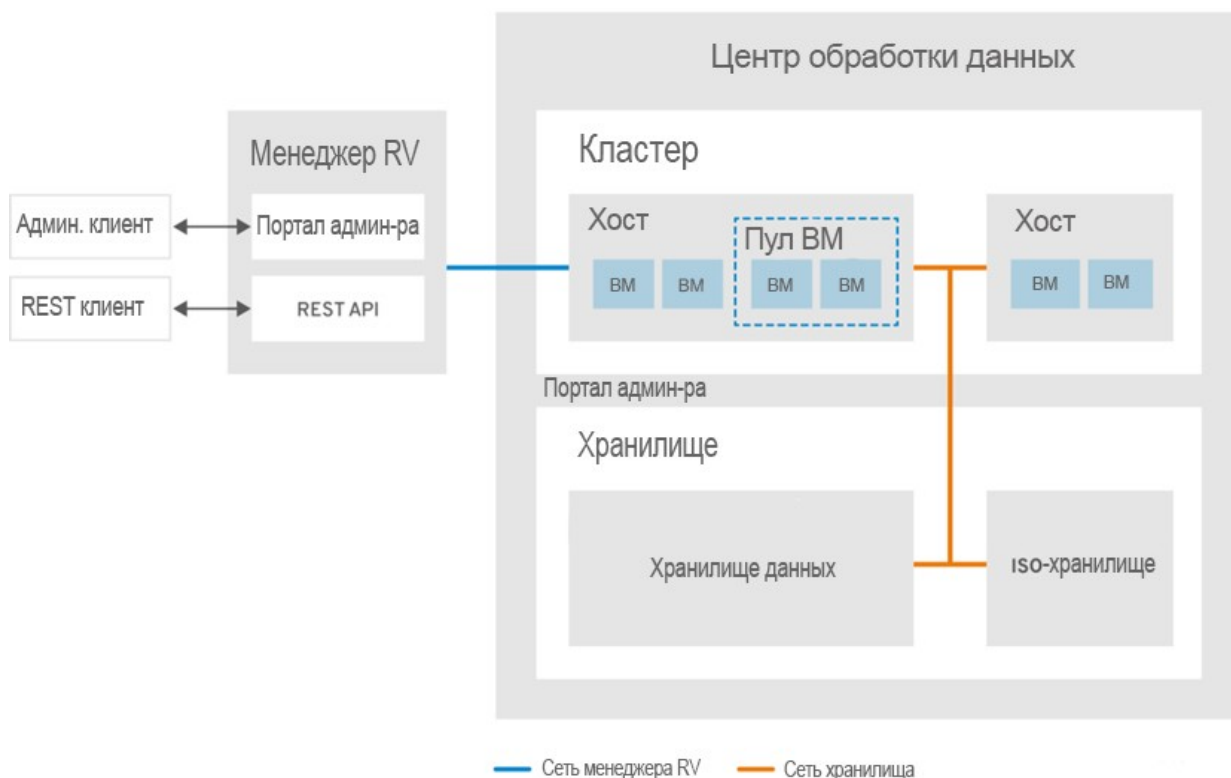 Центр обработки данных
Менеджер RV
Кластер
Админ. клиент
Портал админ-ра
Хост
Пул ВМ
Хост
ВМ
ВМ
ВМ
ВМ
ВМ
ВМ
REST клиент
REST API
Портал админ-ра
Хранилище
Хранилище данных
ISO-хранилище
Сеть менеджера RV
Сеть хранилища